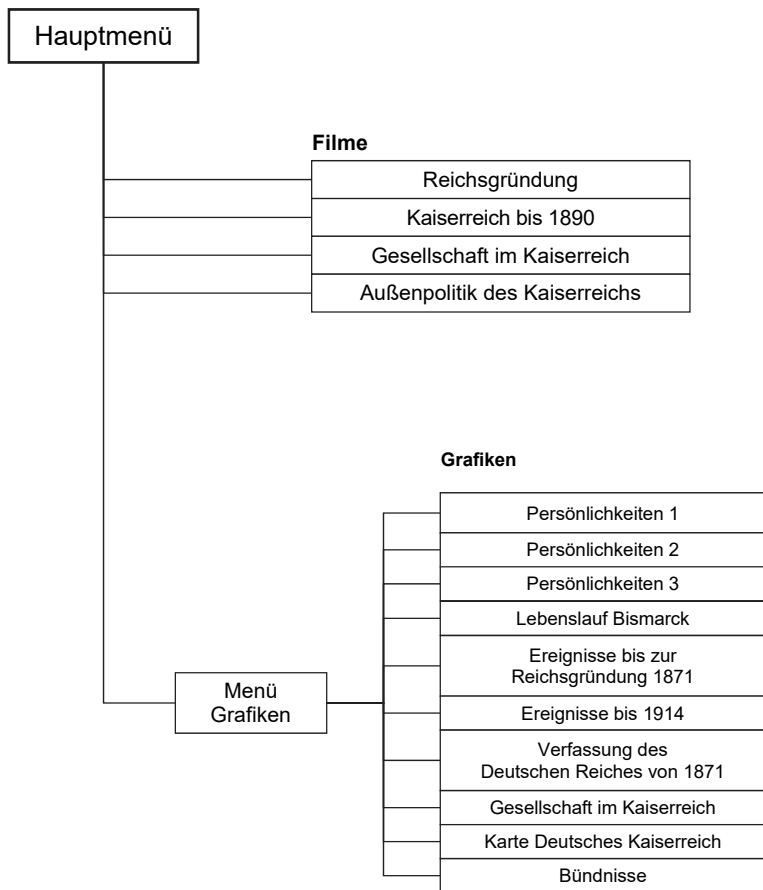 Hauptmenü
Filme
Reichsgründung
Kaiserreich bis 1890
Gesellschaft im Kaiserreich
Außenpolitik des Kaiserreichs
Grafiken
Persönlichkeiten 1
Persönlichkeiten 2
Persönlichkeiten 3
Lebenslauf Bismarck
Ereignisse bis zur
Reichsgründung 1871
Menü
Grafiken
Ereignisse bis 1914
Verfassung des
Deutschen Reiches von 1871
Gesellschaft im Kaiserreich
Karte Deutsches Kaiserreich
Bündnisse